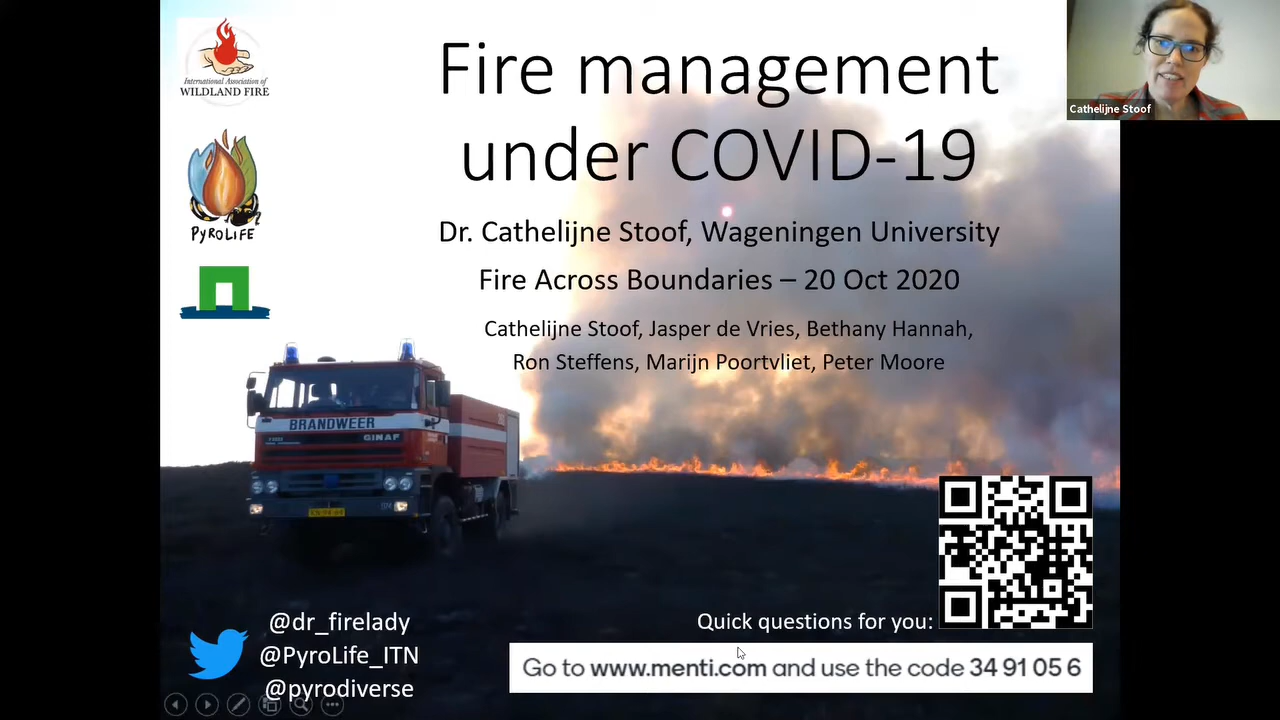 International Association of
WILDLAND FIRE
PYROLIFE
Fire management
under COVID-19
Dr. Cathelijne Stoof, Wageningen University
Fire Across Boundaries – 20 Oct 2020
Cathelijne Stoof, Jasper de Vries, Bethany Hannah,
Ron Steffens, Marijn Poortvliet, Peter Moore
Cathelijne Stoof
BRANDWEER
GINAF
@dr_firelady
@PyroLife_ITN
@pyrodiverse
Quick questions for you:
Go to www.menti.com and use the code 34 91 05 6